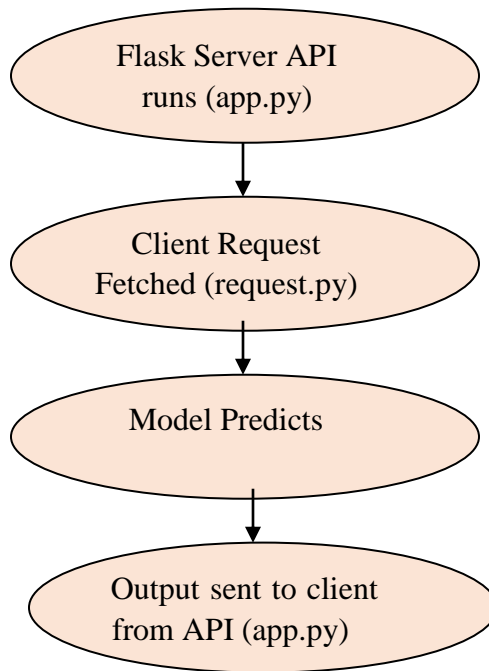 Flask Server API
runs (app.py)
Client Request
Fetched (request.py)
Model Predicts
Output sent to client
from API (app.py)